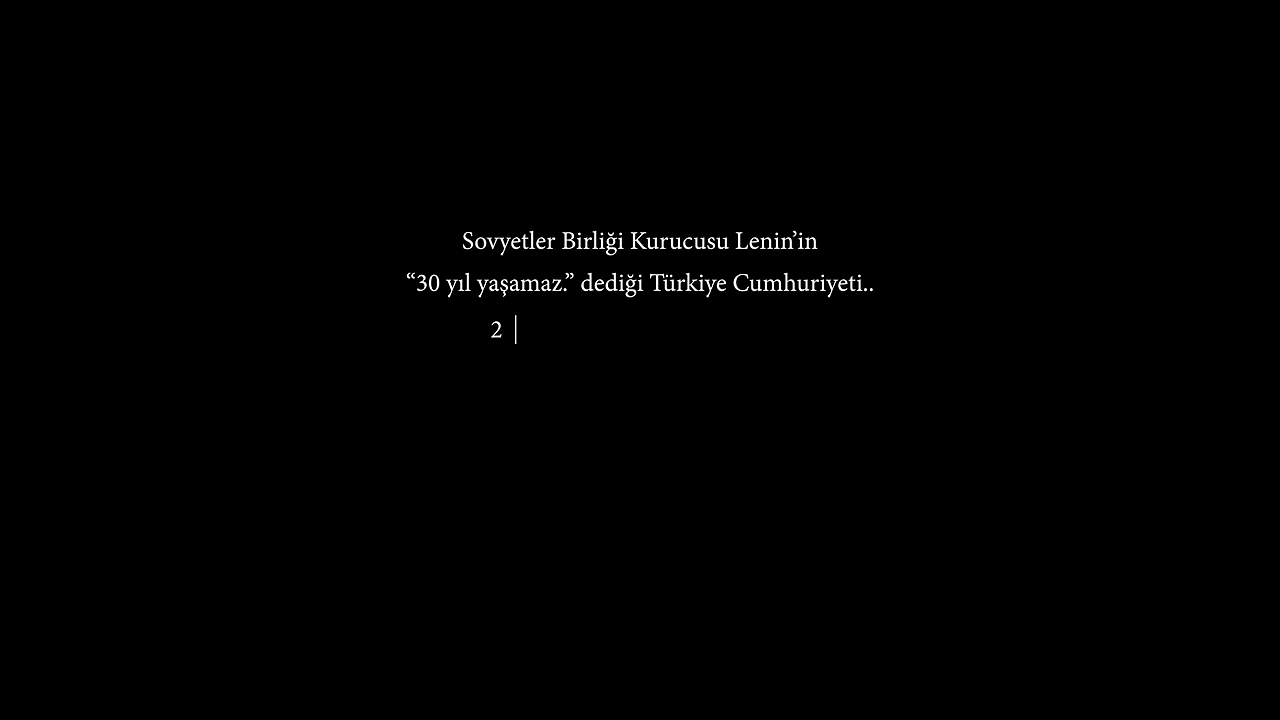 Sovyetler Birliği Kurucusu Lenin’in
“30 yıl yaşamaz.” dediği Türkiye Cumhuriyeti..
2